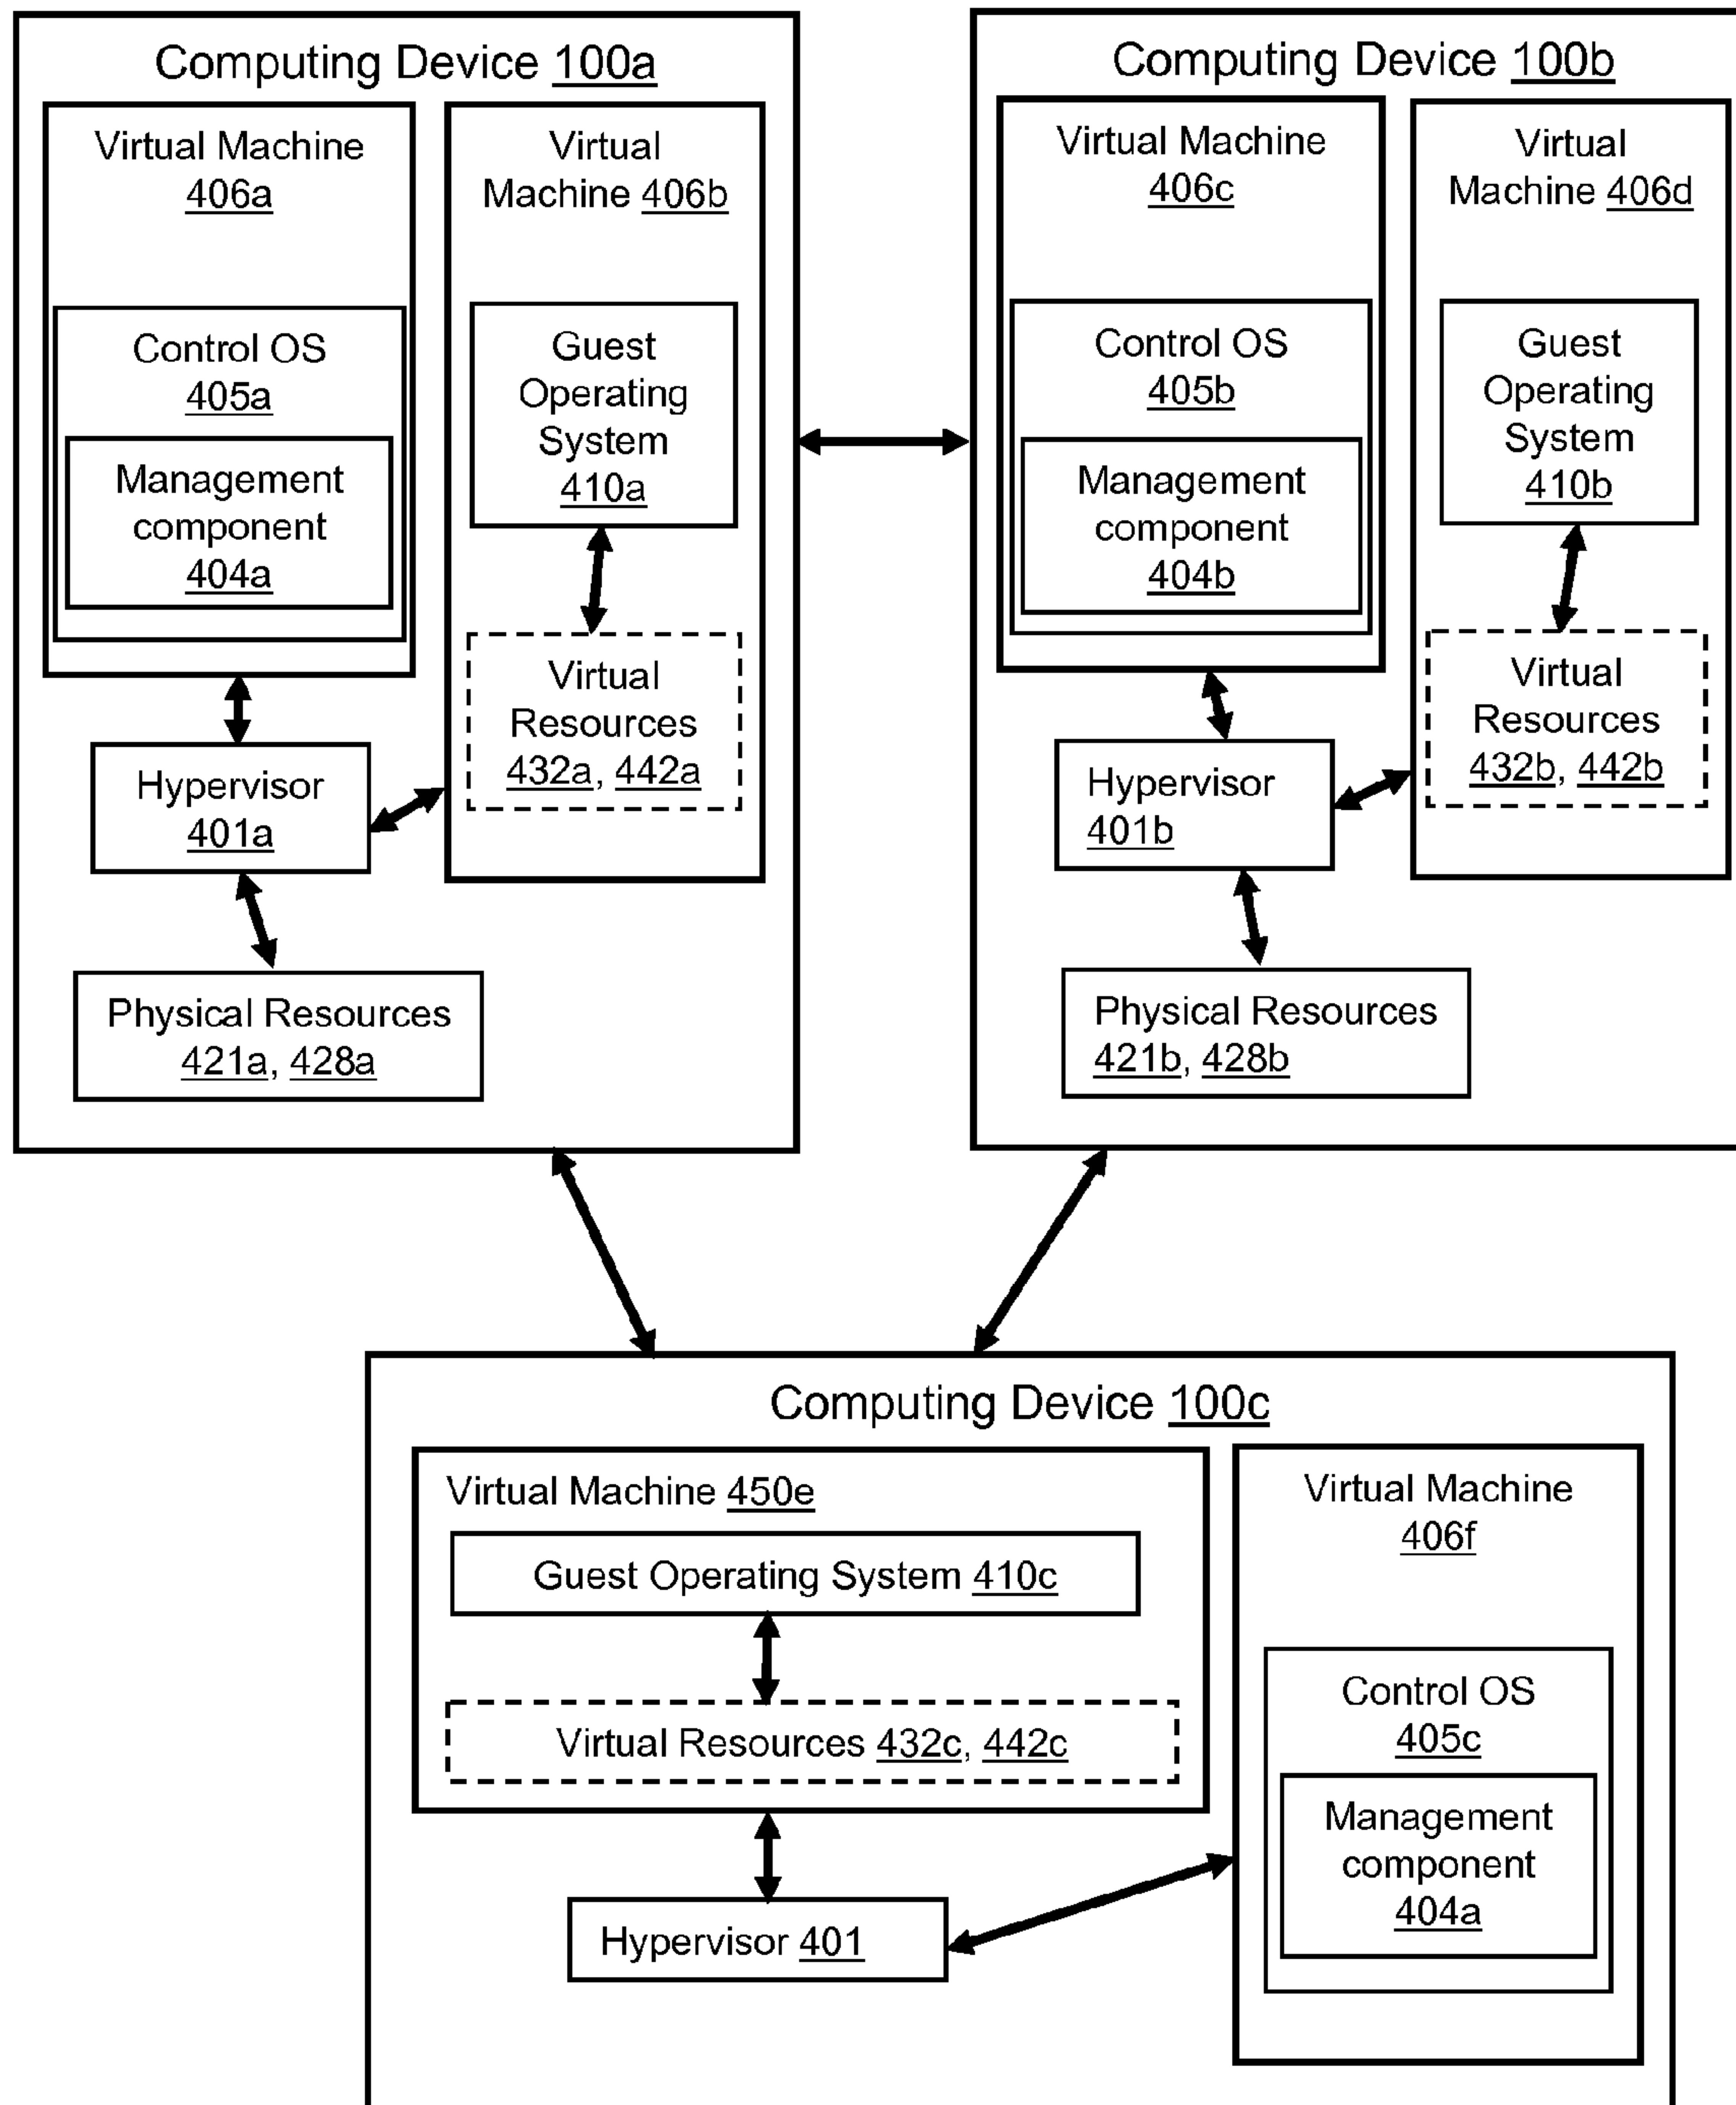 Computing Device 100a
Virtual Machine
406a
Control OS
405a
Management
component
404a
Virtual
Machine 406b
Guest
Operating
System
410a
Virtual
Resources
432a, 442a
Hypervisor
401a
Physical Resources
421a, 428a
Computing Device 100b
Virtual Machine
406c
Control OS
405b
Management
component
404b
Virtual
Machine 406d
Guest
Operating
System
410b
Virtual
Resources
432b, 442b
Hypervisor
401b
Physical Resources
421b, 428b
Computing Device 100c
Virtual Machine 450e
Guest Operating System 410c
Virtual Resources 432c, 442c
Hypervisor 401
Virtual Machine
406f
Control OS
405c
Management
component
404a